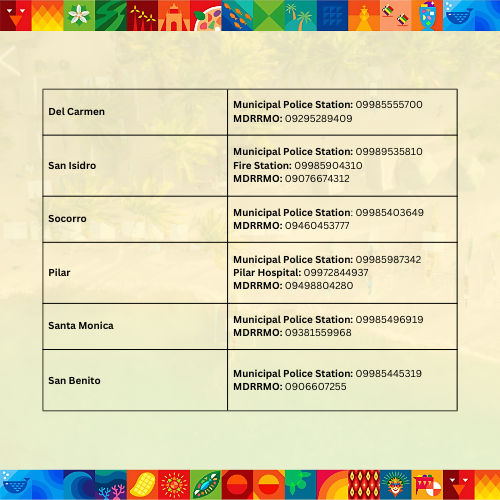 Del Carmen
Municipal Police Station: 09985555700
MDRRMO: 09295289409
San Isidro
Municipal Police Station: 09989535810
Fire Station: 09985904310
MDRRMO: 09076674312
Socorro
Municipal Police Station: 09985403649
MDRRMO: 09460453777
Pilar
Municipal Police Station: 09985987342
Pilar Hospital: 09972844937
MDRRMO: 09498804280
Santa Monica
Municipal Police Station: 09985496919
MDRRMO: 09381559968
San Benito
Municipal Police Station: 09985445319
MDRRMO: 0906607255